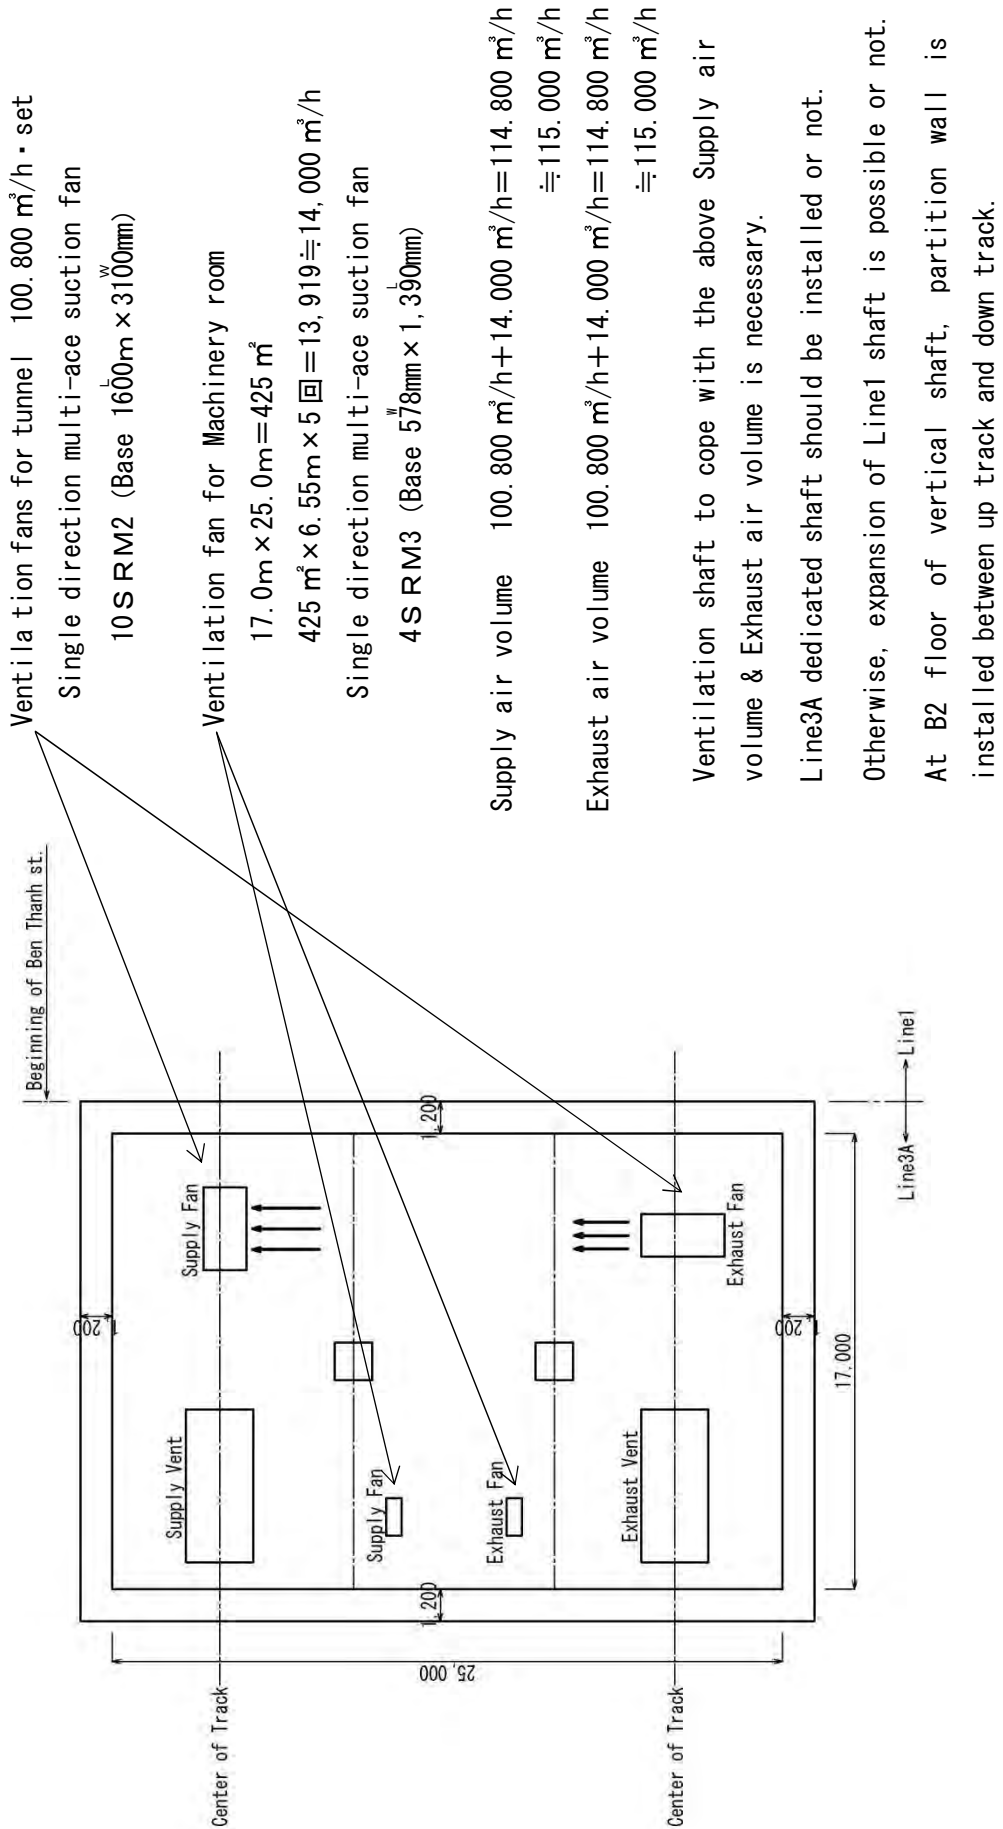 Ventila tion fans for tunnel　100.800 ㎥/h・set
Single direction multi-ace suction fan
10SRM2 (Base 1600m×3100mm)
L W
Ventilation fan for Machinery room
17.0m×25.0m＝425 ㎡
425 ㎡×6.55m×5回＝13,919≒14,000 ㎥/h
Single direction multi-ace suction fan
4SRM3 (Base 578mm×1,390mm)
W L
Supply air volume　100.800 ㎥/h＋14.000 ㎥/h＝114.800 ㎥/h
≒115.000 ㎥/h
Exhaust air volume　100.800 ㎥/h＋14.000 ㎥/h＝114.800 ㎥/h
≒115.000 ㎥/h
Ventilation shaft to cope with the above Supply air
volume & Exhaust air volume is necessary.
Line3A dedicated shaft should be installed or not.
Otherwise, expansion of Line1 shaft is possible or not.
At B2 floor of vertical shaft, partition wall is
installed between up track and down track.
Beginning of Ben Thanh st.
1,200
Supply Vent
Supply Fan
Center of Track
Supply Fan
25,000
1,200
1,200
Exhaust Fan
Exhaust Vent
Exhaust Fan
Center of Track
1,200
17.000
Line3A
Line1